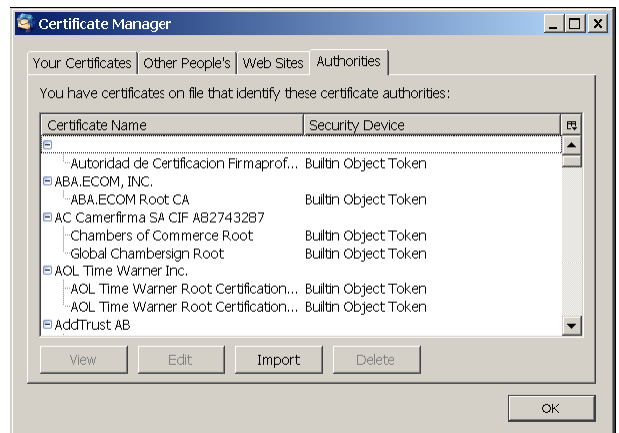 Certificate Manager
Your Certificates Other People's Web Sites Authorities
You have certificates on file that identify these certificate authorities:
Certificate Name Security Device
Autoridad de Certificacion Firmaprof... Builtin Object Token
ABA.ECOM, INC.
ABA.ECOM Root CA Builtin Object Token
AC Camerfirma SA CIF A82743287
Chambers of Commerce Root Builtin Object Token
Global Chambersign Root Builtin Object Token
AOL Time Warner Inc.
AOL Time Warner Root Certification... Builtin Object Token
AOL Time Warner Root Certification... Builtin Object Token
AddTrust AB
View Edit Import Delete
OK